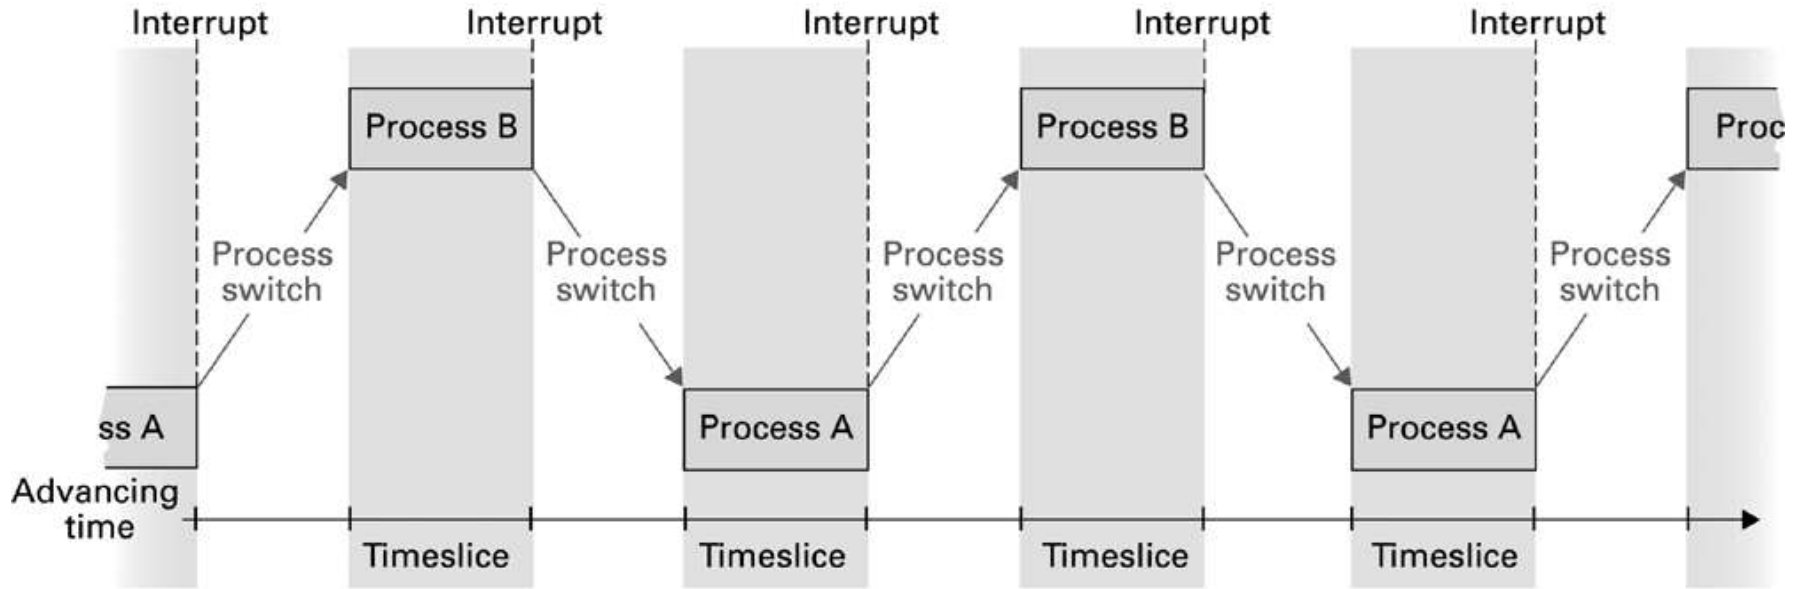 Interrupt Interrupt Interrupt Interrupt Interrupt
Process B Process B Proc
Process Process Process Process Process
switch switch switch switch switch
ss A Process A Process A
Advancing
time
Timeslice Timeslice Timeslice Timeslice